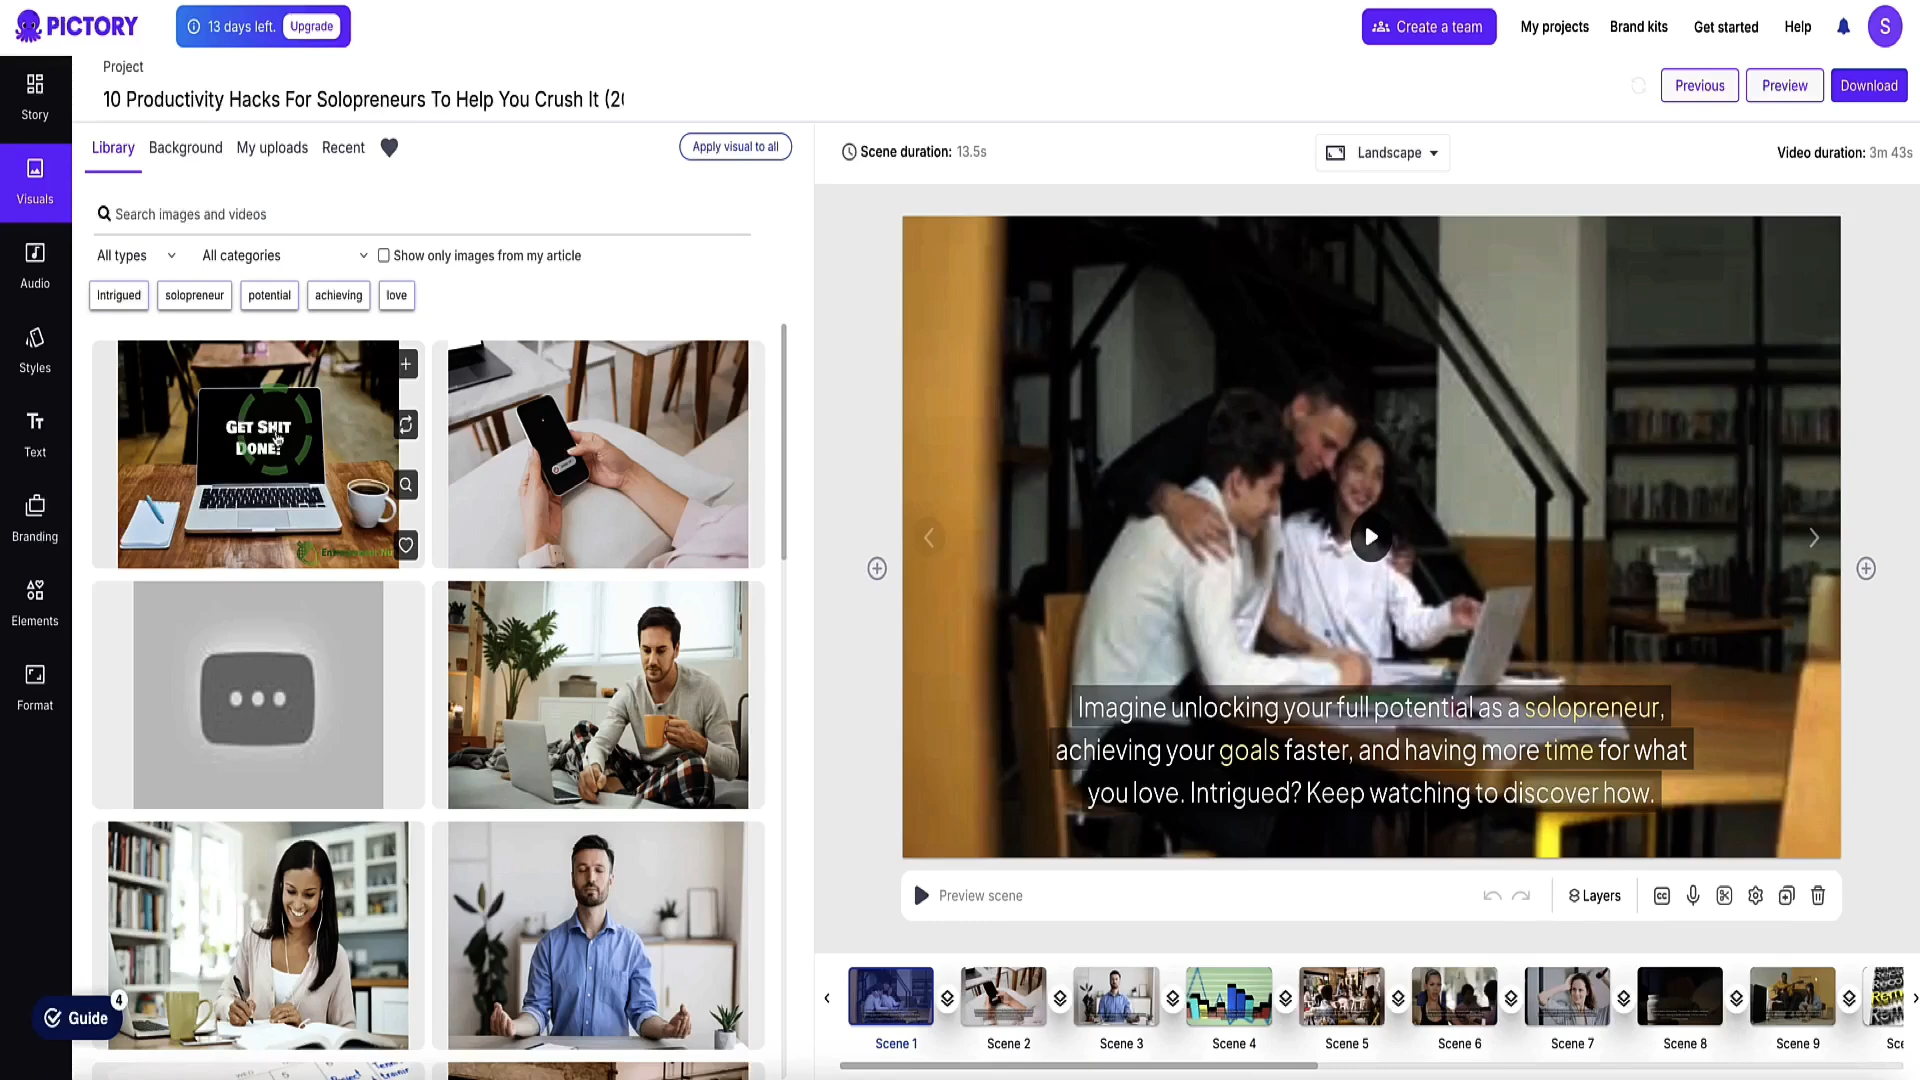 PICTORY
13 days left.
Upgrade
Create a team
My projects
Brand kits
Get started
Help
S
Project
10 Productivity Hacks For Solopreneurs To Help You Crush It (20
Previous
Preview
Download
Story
Visuals
Audio
Styles
Text
Branding
Elements
Format
4
Guide
Library
Background
My uploads
Recent
Apply visual to all
Search images and videos
All types
All categories
Show only images from my article
Intrigued
solopreneur
potential
achieving
love
GET SHIT
DONE!
Scene duration: 13.5s
Landscape
Video duration: 3m 43s
Imagine unlocking your full potential as a solopreneur,
achieving your goals faster, and having more time for what
you love. Intrigued? Keep watching to discover how.
Preview scene
Layers
CC
Scene 1
Scene 2
Scene 3
Scene 4
Scene 5
Scene 6
Scene 7
Scene 8
Scene 9
Sce